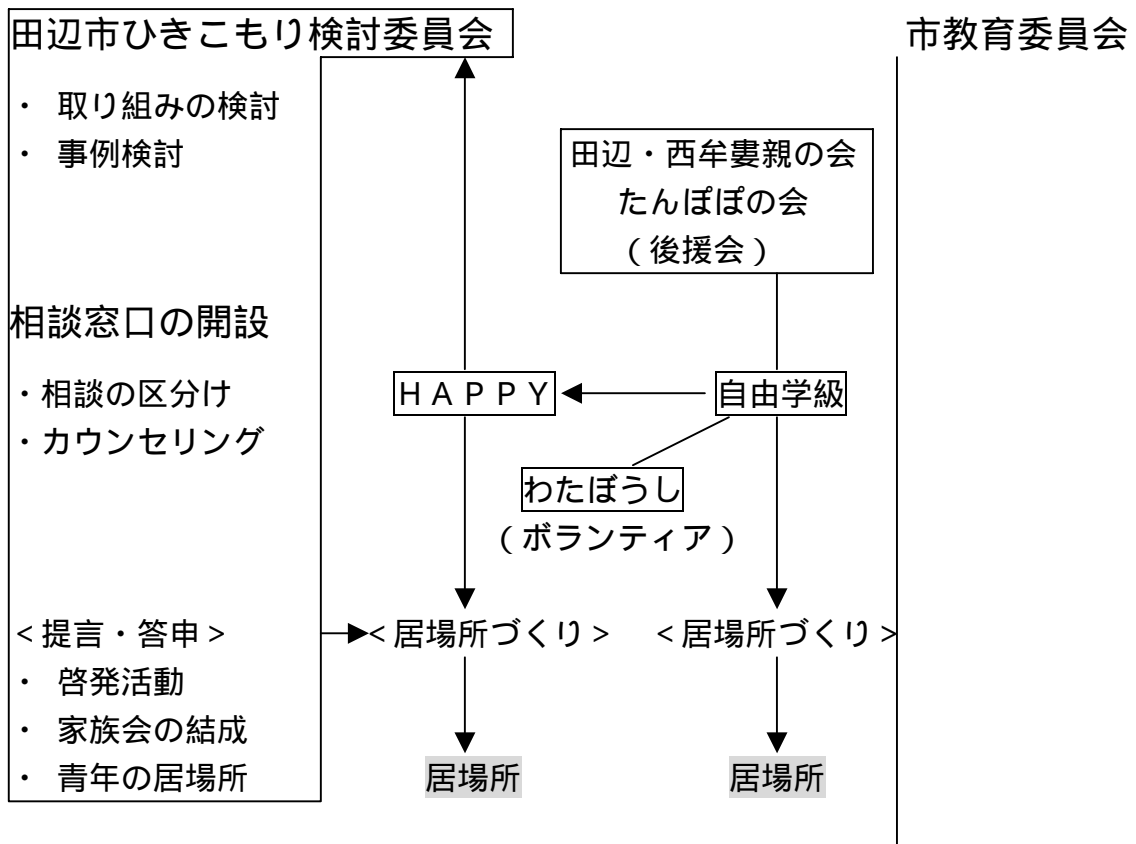 田辺市ひきこもり検討委員会
市教育委員会
・ 取り組みの検討
・ 事例検討
田辺・西牟婁親の会
たんぽぽの会
(後援会)
相談窓口の開設
・相談の区分け
・カウンセリング
HAPPY
自由学級
わたぼうし
(ボランティア)
<提言・答申>
<居場所づくり>
<居場所づくり>
・ 啓発活動
・ 家族会の結成
・ 青年の居場所
居場所
居場所